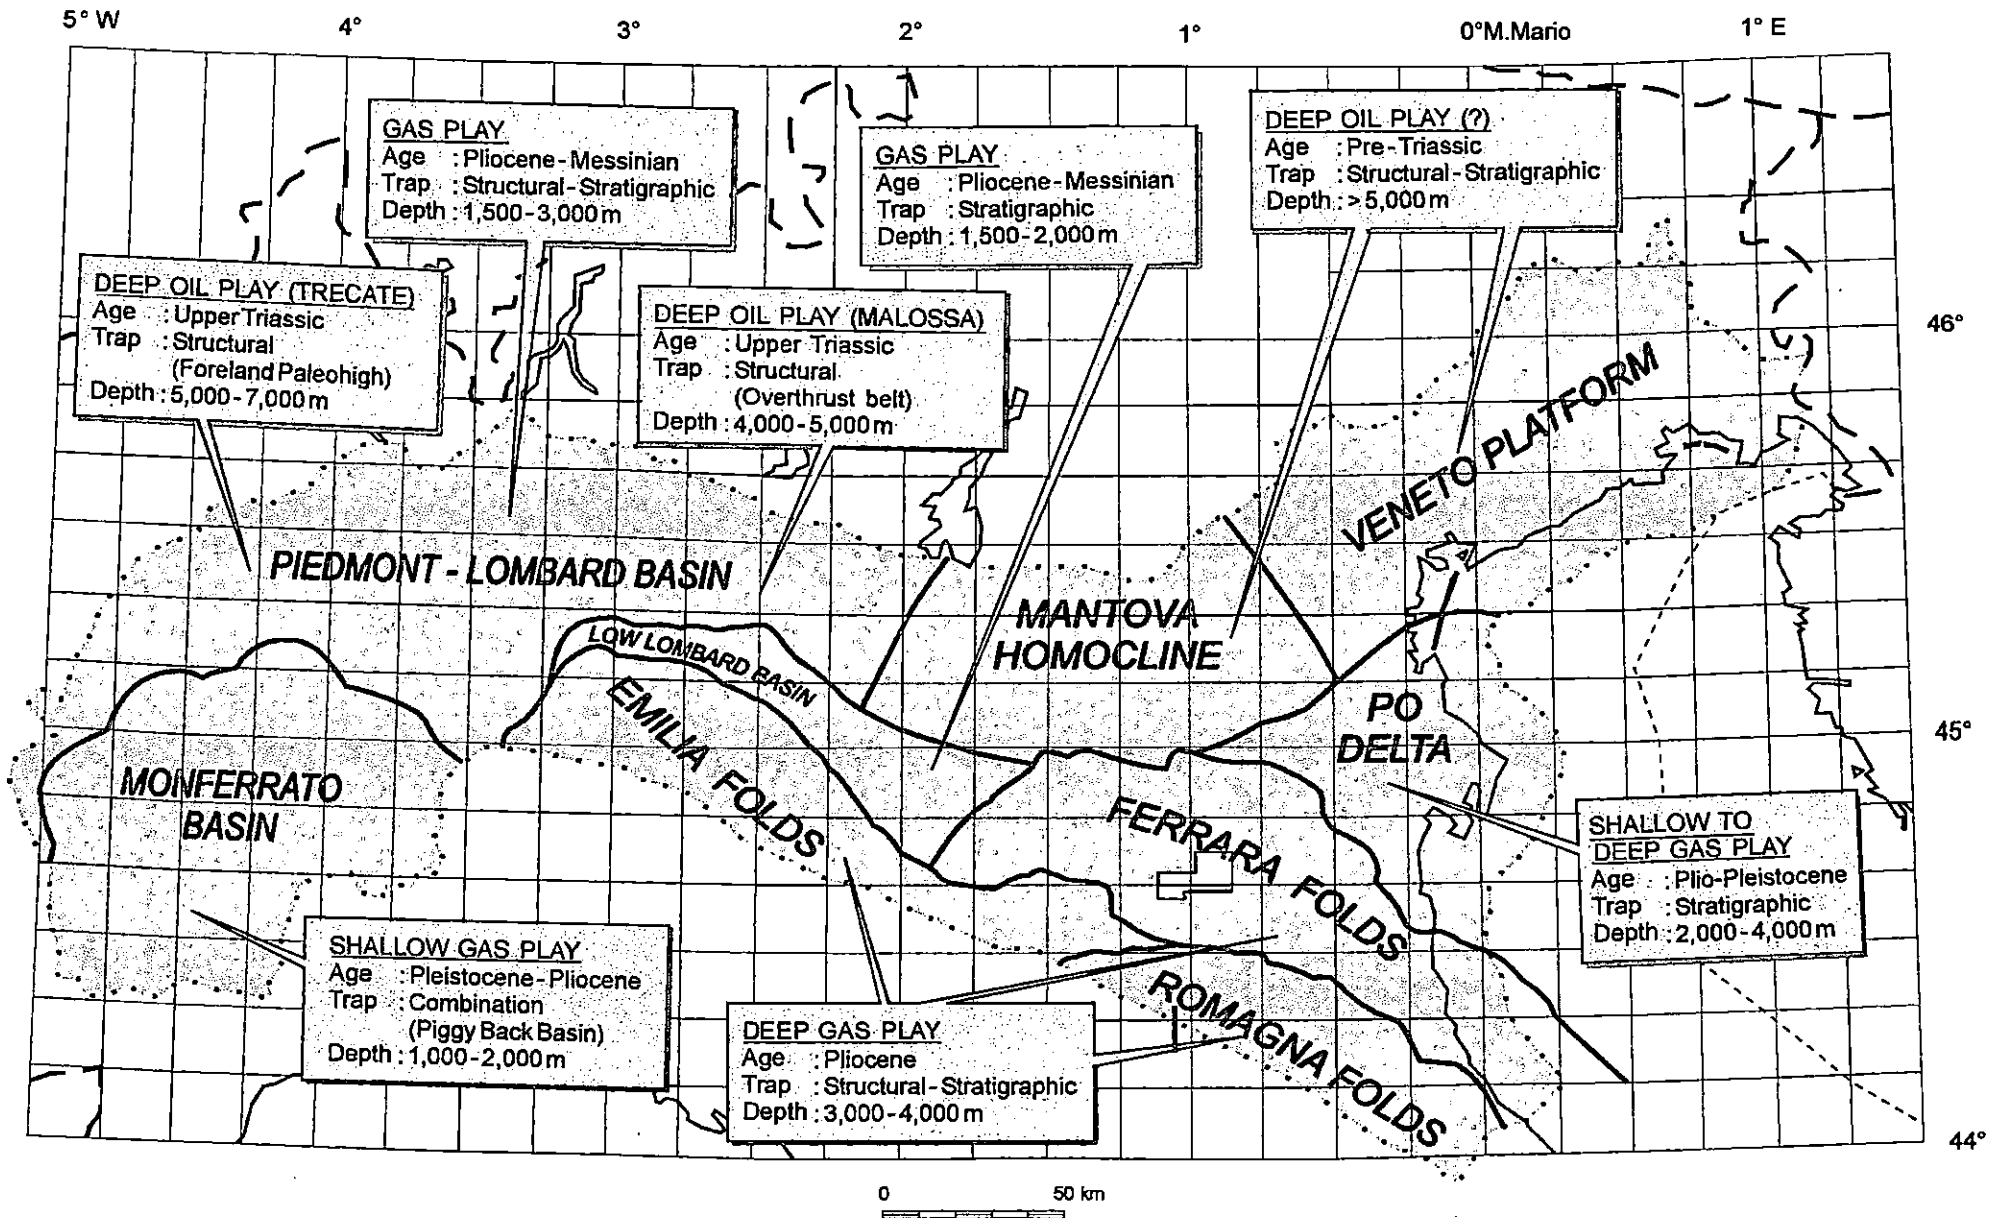 5° W
4°
3°
2°
1°
0°M.Mario
1° E
GAS PLAY
Age : Pliocene-Messinian
Trap : Structural-Stratigraphic
Depth : 1,500-3,000 m
GAS PLAY
Age : Pliocene-Messinian
Trap : Stratigraphic
Depth : 1,500-2,000 m
DEEP OIL PLAY (?)
Age : Pre-Triassic
Trap : Structural-Stratigraphic
Depth : > 5,000 m
DEEP OIL PLAY (TRECATE)
Age : Upper Triassic
Trap : Structural
(Foreland Paleohigh)
Depth : 5,000-7,000 m
DEEP OIL PLAY (MALOSSA)
Age : Upper Triassic
Trap : Structural
(Overthrust belt)
Depth : 4,000-5,000 m
46°
VENETO PLATFORM
PIEDMONT - LOMBARD BASIN
MANTOVA
HOMOCLINE
LOW LOMBARD BASIN
EMILIA FOLDS
PO
DELTA
45°
MONFERRATO
BASIN
FERRARA FOLDS
SHALLOW TO
DEEP GAS PLAY
Age : Plio-Pleistocene
Trap : Stratigraphic
Depth : 2,000-4,000 m
SHALLOW GAS PLAY
Age : Pleistocene-Pliocene
Trap : Combination
(Piggy Back Basin)
Depth : 1,000-2,000 m
ROMAGNA FOLDS
DEEP GAS PLAY
Age : Pliocene
Trap : Structural-Stratigraphic
Depth : 3,000-4,000 m
44°
0 50 km